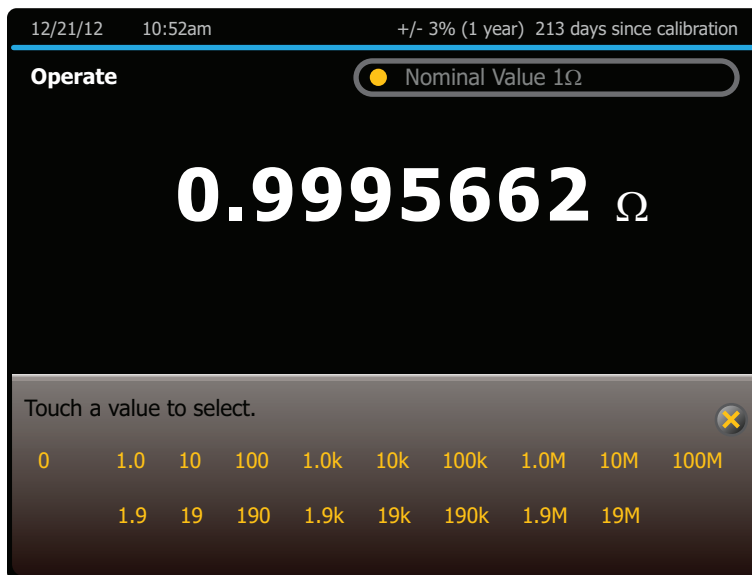 12/21/12 10:52am +/- 3% (1 year) 213 days since calibration
Operate Nominal Value 1Ω
0.9995662 Ω
Touch a value to select.
0 1.0 10 100 1.0k 10k 100k 1.0M 10M 100M
1.9 19 190 1.9k 19k 190k 1.9M 19M